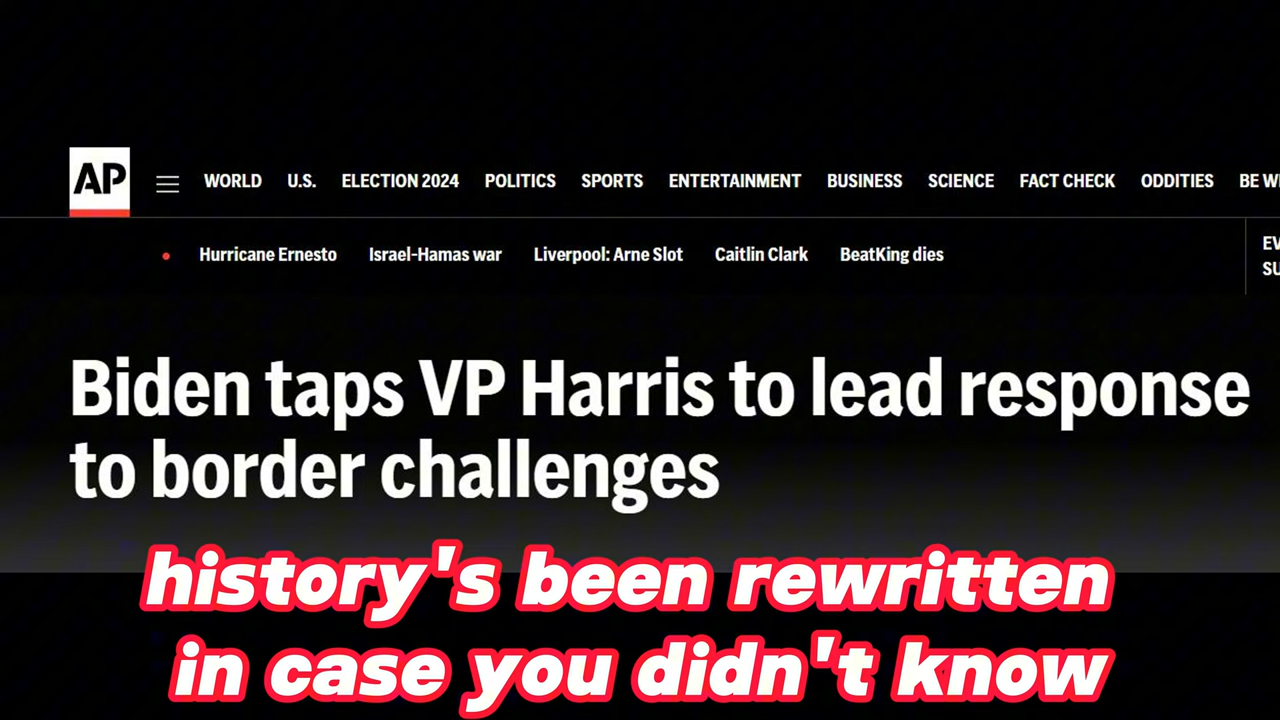 AP
WORLD U.S. ELECTION 2024 POLITICS SPORTS ENTERTAINMENT BUSINESS SCIENCE FACT CHECK ODDITIES BE
Hurricane Ernesto Israel-Hamas war Liverpool: Arne Slot Caitlin Clark BeatKing dies
Biden taps VP Harris to lead response
to border challenges
history's been rewritten
in case you didn't know